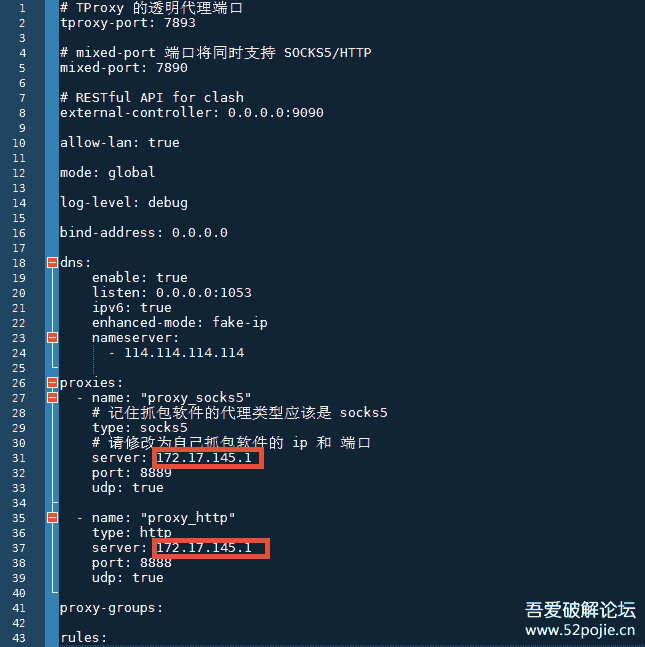 1 # TProxy 的透明代理端口
2 tproxy-port: 7893
3
4 # mixed-port 端口将同时支持 SOCKS5/HTTP
5 mixed-port: 7890
6
7 # RESTful API for clash
8 external-controller: 0.0.0.0:9090
9
10 allow-lan: true
11
12 mode: global
13
14 log-level: debug
15
16 bind-address: 0.0.0.0
17
18 dns:
19 enable: true
20 listen: 0.0.0.0:1053
21 ipv6: true
22 enhanced-mode: fake-ip
23 nameserver:
24 - 114.114.114.114
25
26 proxies:
27 - name: "proxy_socks5"
28 # 记住抓包软件的代理类型应该是 socks5
29 type: socks5
30 # 请修改为自己抓包软件的 ip 和 端口
31 server: 172.17.145.1
32 port: 8889
33 udp: true
34
35 - name: "proxy_http"
36 type: http
37 server: 172.17.145.1
38 port: 8888
39 udp: true
40
41 proxy-groups:
42
43 rules:
吾爱破解论坛
www.52pojie.cn